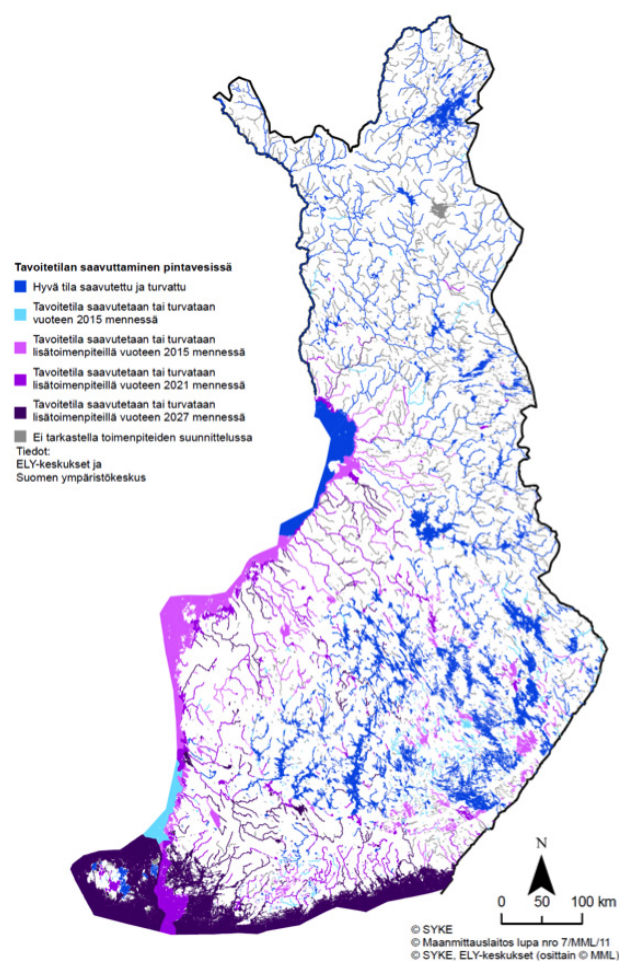 Tavoitetilan saavuttaminen pintavesissä
Hyvä tila saavutettu ja turvattu
Tavoitetila saavutetaan tai turvataan
vuoteen 2015 mennessä
Tavoitetila saavutetaan tai turvataan
lisätoimenpiteillä vuoteen 2015 mennessä
Tavoitetila saavutetaan tai turvataan
lisätoimenpiteillä vuoteen 2021 mennessä
Tavoitetila saavutetaan tai turvataan
lisätoimenpiteillä vuoteen 2027 mennessä
Ei tarkastella toimenpiteiden suunnittelussa
Tiedot:
ELY-keskukset ja
Suomen ympäristökeskus
N
0 50 100 km
© SYKE
© Maanmittauslaitos lupa nro 7/MML/11
© SYKE, ELY-keskukset (osittain © MML)